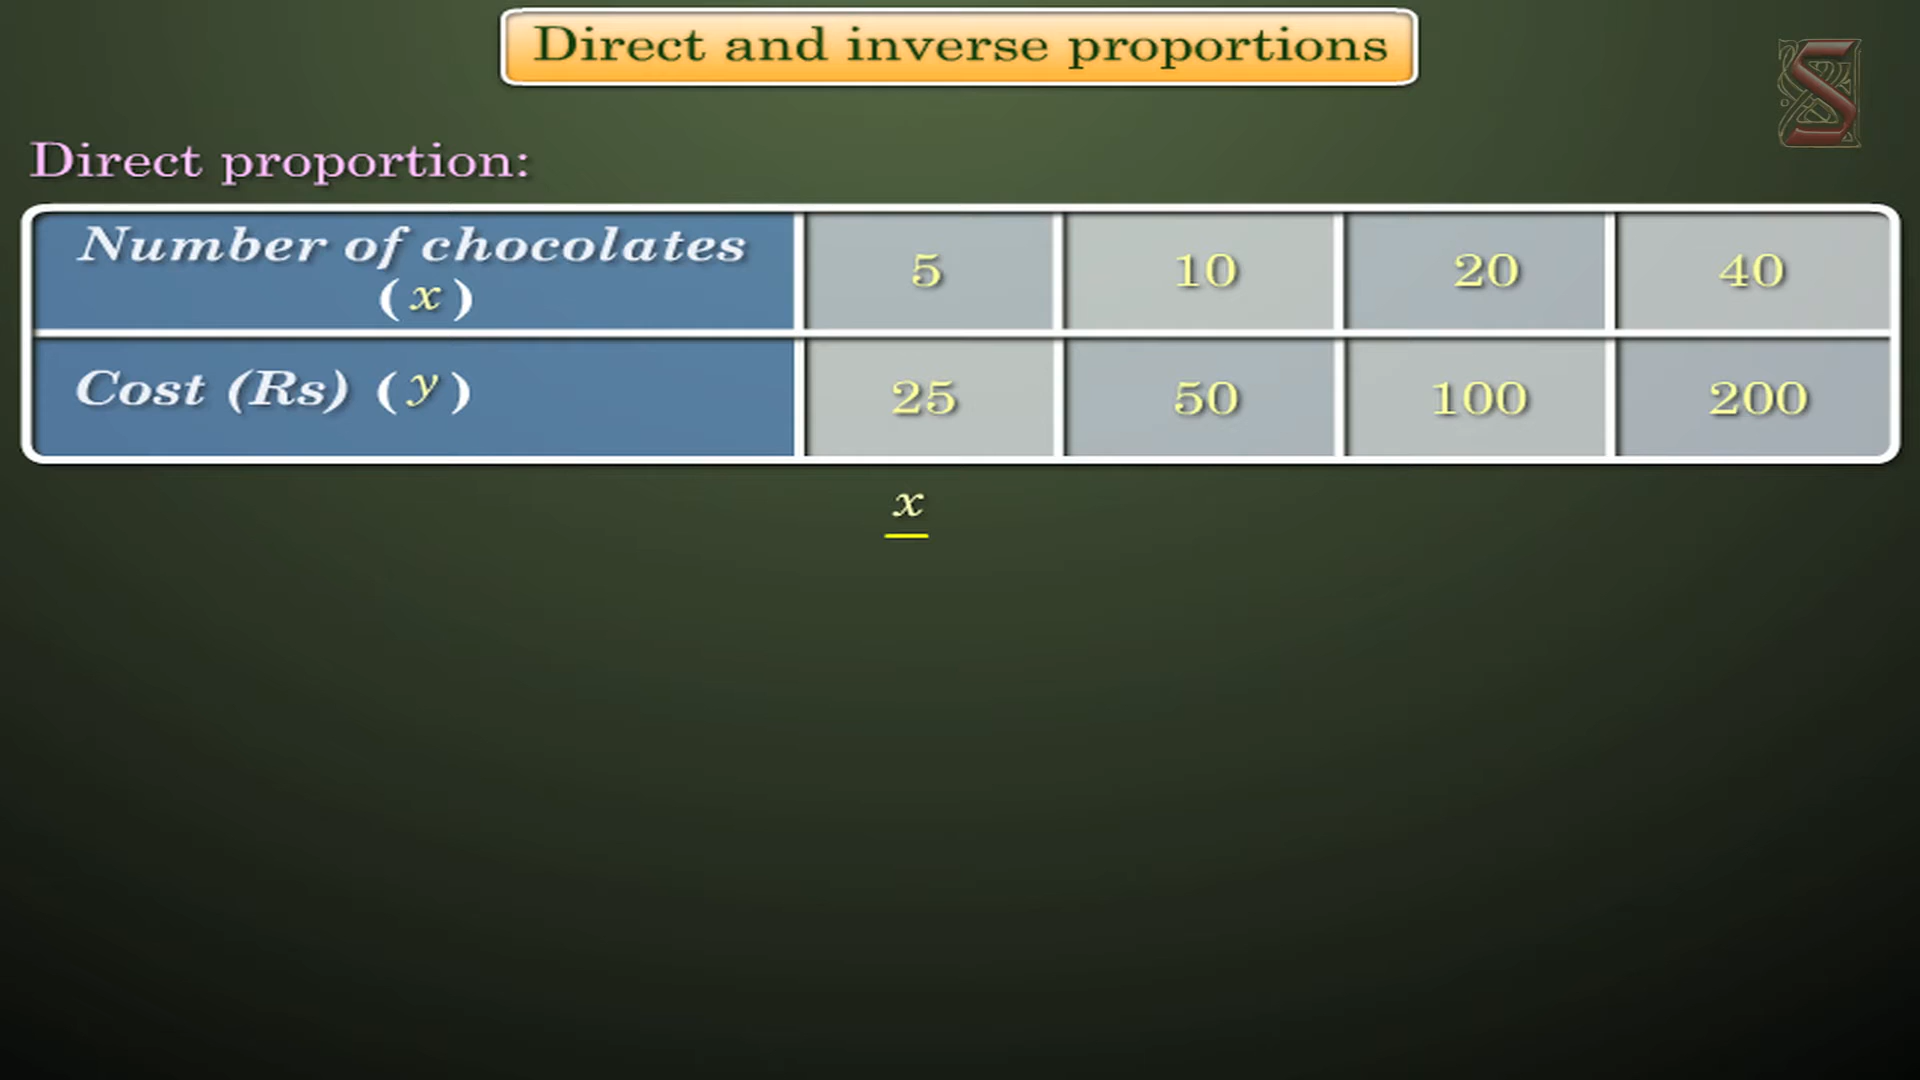 Direct and inverse proportions
Direct proportion:
Number of chocolates (x) 5 10 20 40
Cost (Rs) (y) 25 50 100 200
x